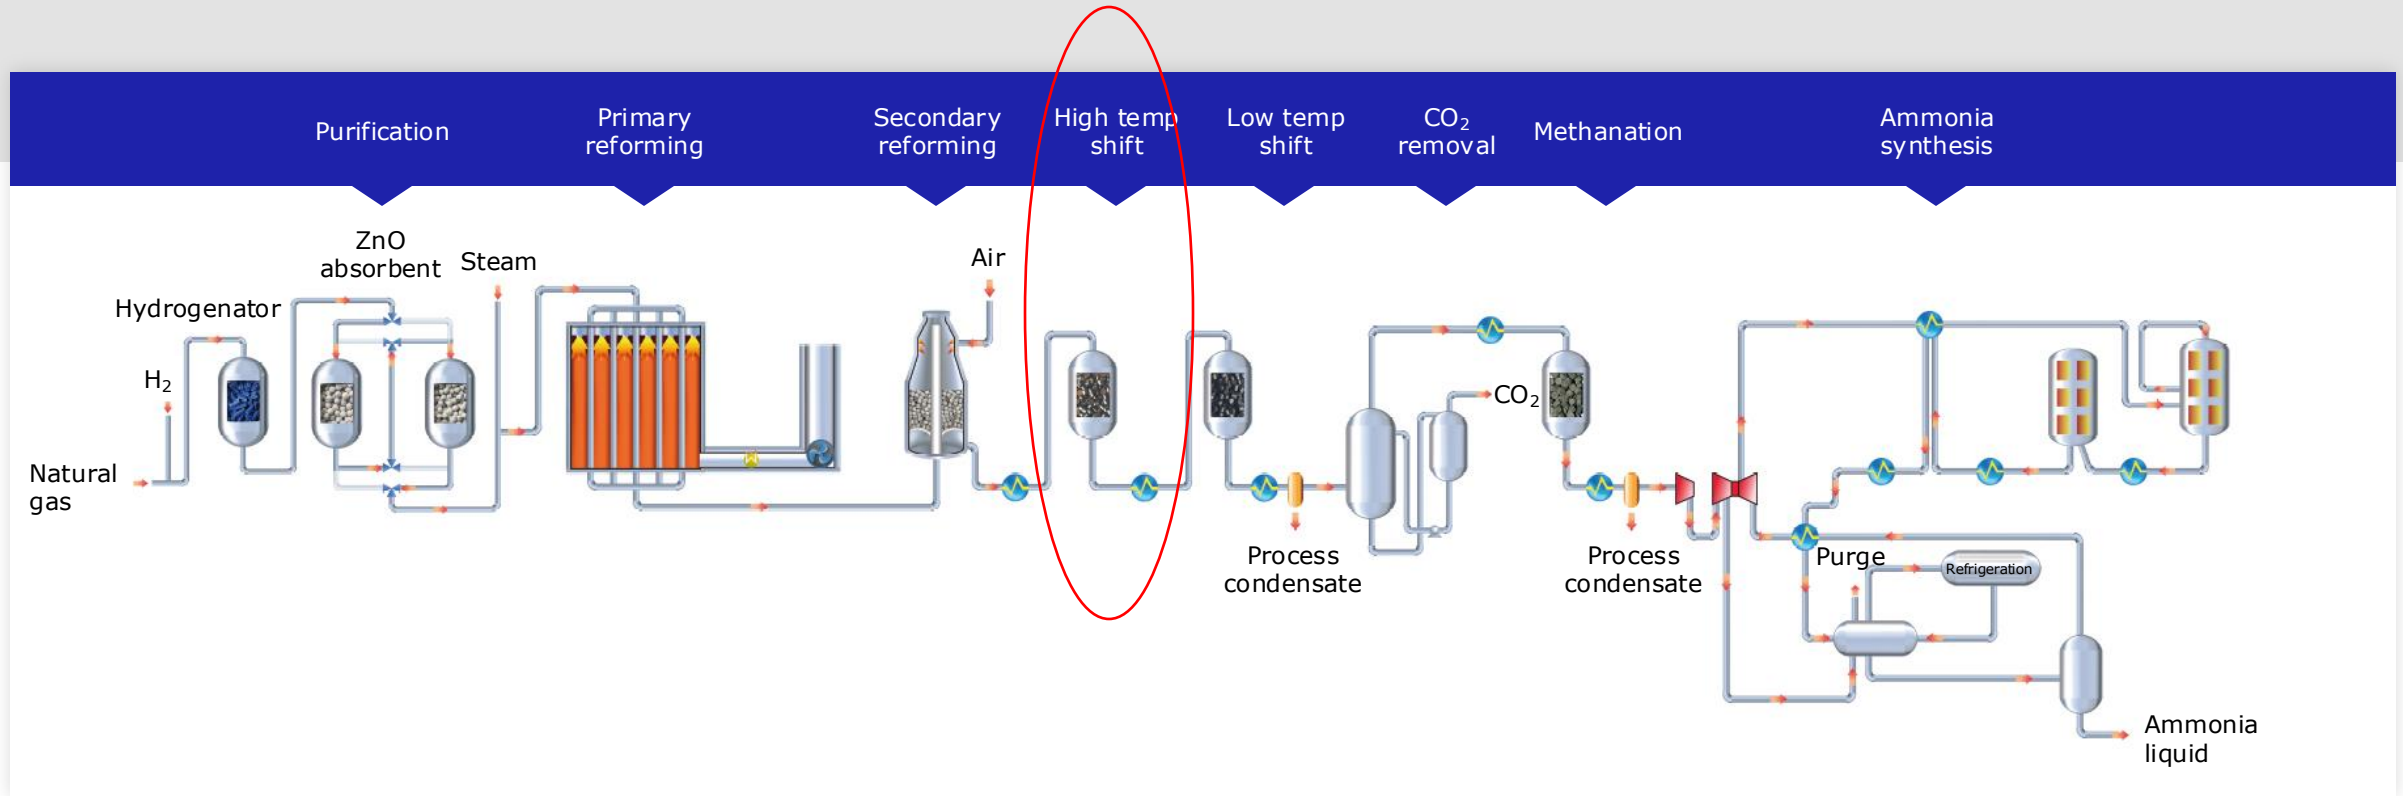 Purification
Primary
reforming
Secondary
reforming
High temp
shift
Low temp
shift
CO₂
removal
Methanation
Ammonia
synthesis
ZnO
absorbent
Steam
Air
Hydrogenator
H₂
CO₂
Natural
gas
Process
condensate
Process
condensate
Purge
Refrigeration
Ammonia
liquid